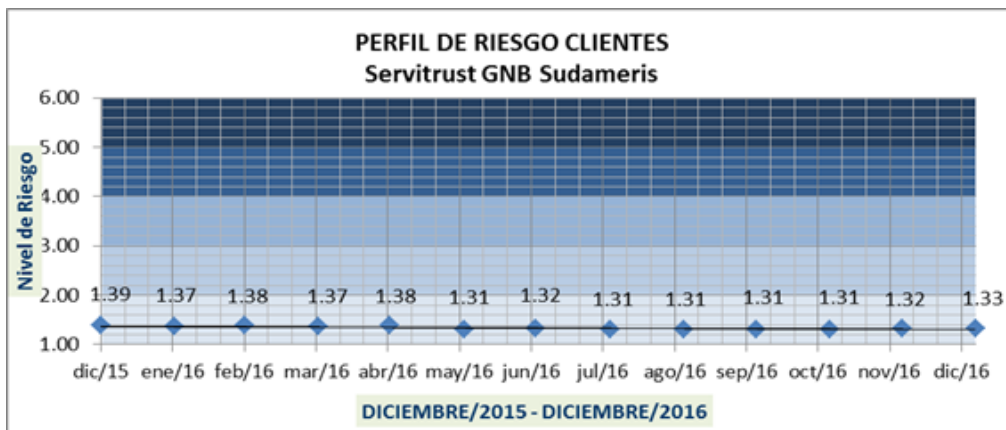 PERFIL DE RIESGO CLIENTES
Servitrust GNB Sudameris
6.00
5.00
4.00
3.00
2.00
1.00
Nivel de Riesgo
1.39 1.37 1.38 1.37 1.38 1.31 1.32 1.31 1.31 1.31 1.31 1.32 1.33
dic/15 ene/16 feb/16 mar/16 abr/16 may/16 jun/16 jul/16 ago/16 sep/16 oct/16 nov/16 dic/16
DICIEMBRE/2015 - DICIEMBRE/2016